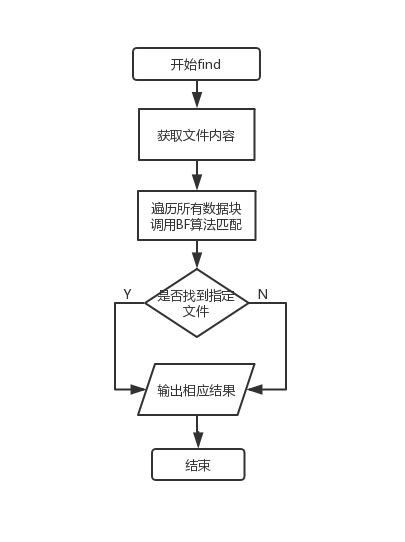 开始find
获取文件内容
遍历所有数据块
调用BF算法匹配
是否找到指定
文件
Y
N
输出相应结果
结束